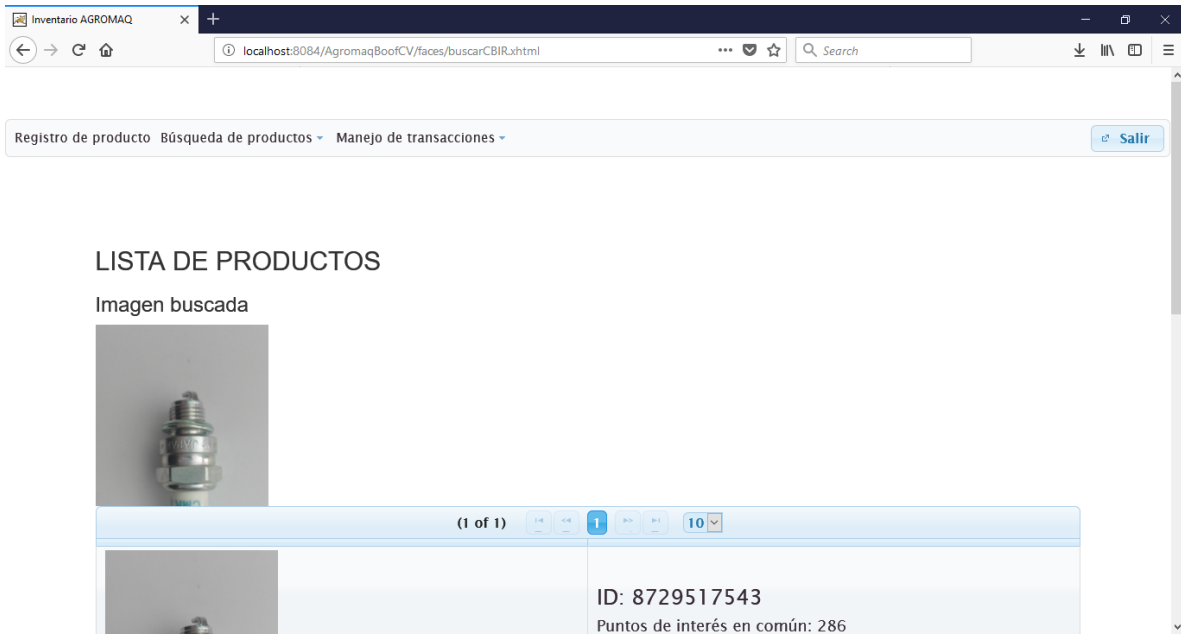 Inventario AGROMAQ
localhost:8084/AgromaqBoofCV/faces/buscarCBIR.xhtml
Search
Registro de producto Búsqueda de productos Manejo de transacciones Salir
LISTA DE PRODUCTOS
Imagen buscada
(1 of 1) 1 10
ID: 8729517543
Puntos de interés en común: 286